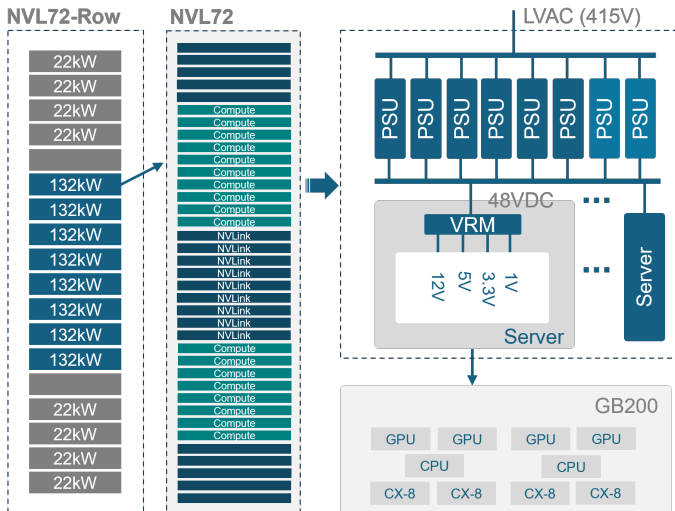 NVL72-Row
22kW
22kW
22kW
22kW
132kW
132kW
132kW
132kW
132kW
132kW
132kW
132kW
22kW
22kW
22kW
22kW
NVL72
Compute
Compute
Compute
Compute
Compute
Compute
Compute
Compute
Compute
Compute
NVLink
NVLink
NVLink
NVLink
NVLink
NVLink
NVLink
NVLink
NVLink
Compute
Compute
Compute
Compute
Compute
Compute
Compute
Compute
LVAC (415V)
PSU
PSU
PSU
PSU
PSU
PSU
PSU
PSU
48VDC
VRM
12V
5V
3.3V
1V
Server
Server
GB200
GPU GPU GPU GPU
CPU CPU
CX-8 CX-8 CX-8 CX-8